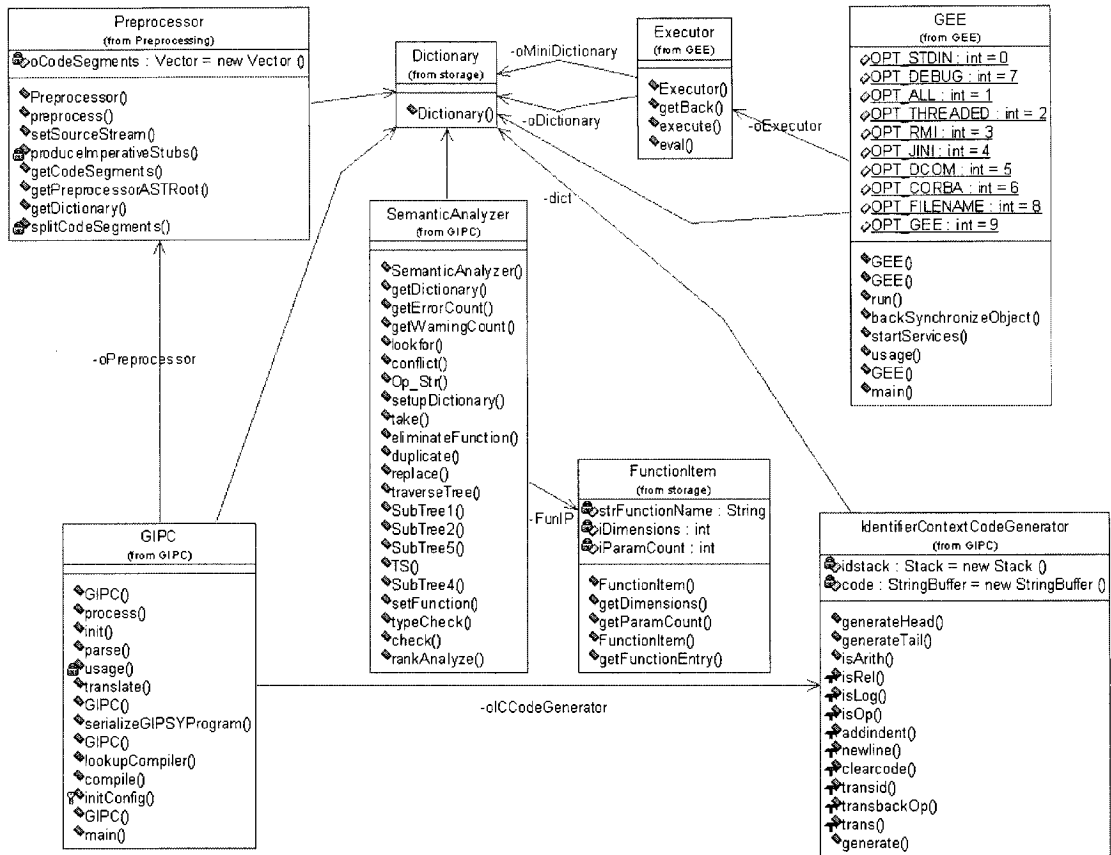 Preprocessor
(from Preprocessing)
oCodeSegments : Vector = new Vector ()
Preprocessor()
preprocess()
setSourceStream()
produceImperativeStubs()
getCodeSegments()
getPreprocessorASTRoot()
getDictionary()
splitCodeSegments()
Dictionary
(from storage)
Dictionary()
-oMiniDictionary
-oDictionary
Executor
(from GEE)
Executor()
getBack()
execute()
eval()
-oExecutor
GEE
(from GEE)
OPT_STDIN : int = 0
OPT_DEBUG : int = 7
OPT_ALL : int = 1
OPT_THREADED : int = 2
OPT_RMI : int = 3
OPT_JINI : int = 4
OPT_DCOM : int = 5
OPT_CORBA : int = 6
OPT_FILENAME : int = 8
OPT_GEE : int = 9
GEE()
GEE()
run()
backSynchronizeObject()
startServices()
usage()
GEE()
main()
-dict
SemanticAnalyzer
(from GIPC)
SemanticAnalyzer()
getDictionary()
getErrorCount()
getWarningCount()
lookfor()
conflict()
Op_Str()
setupDictionary()
take()
eliminateFunction()
duplicate()
replace()
traverseTree()
SubTree1()
SubTree2()
SubTree5()
TS()
SubTree4()
setFunction()
typeCheck()
check()
rankAnalyze()
-oPreprocessor
-FunIP
FunctionItem
(from storage)
strFunctionName : String
iDimensions : int
iParamCount : int
FunctionItem()
getDimensions()
getParamCount()
FunctionItem()
getFunctionEntry()
GIPC
(from GIPC)
GIPC()
process()
init()
parse()
usage()
translate()
GIPC()
serializeGIPSYProgram()
GIPC()
lookupCompiler()
compile()
initConfig()
GIPC()
main()
-oICCodeGenerator
IdentifierContextCodeGenerator
(from GIPC)
idstack : Stack = new Stack ()
code : StringBuffer = new StringBuffer ()
generateHead()
generateTail()
isArith()
isRel()
isLog()
isOp()
addindent()
newline()
clearcode()
transid()
transbackOp()
trans()
generate()